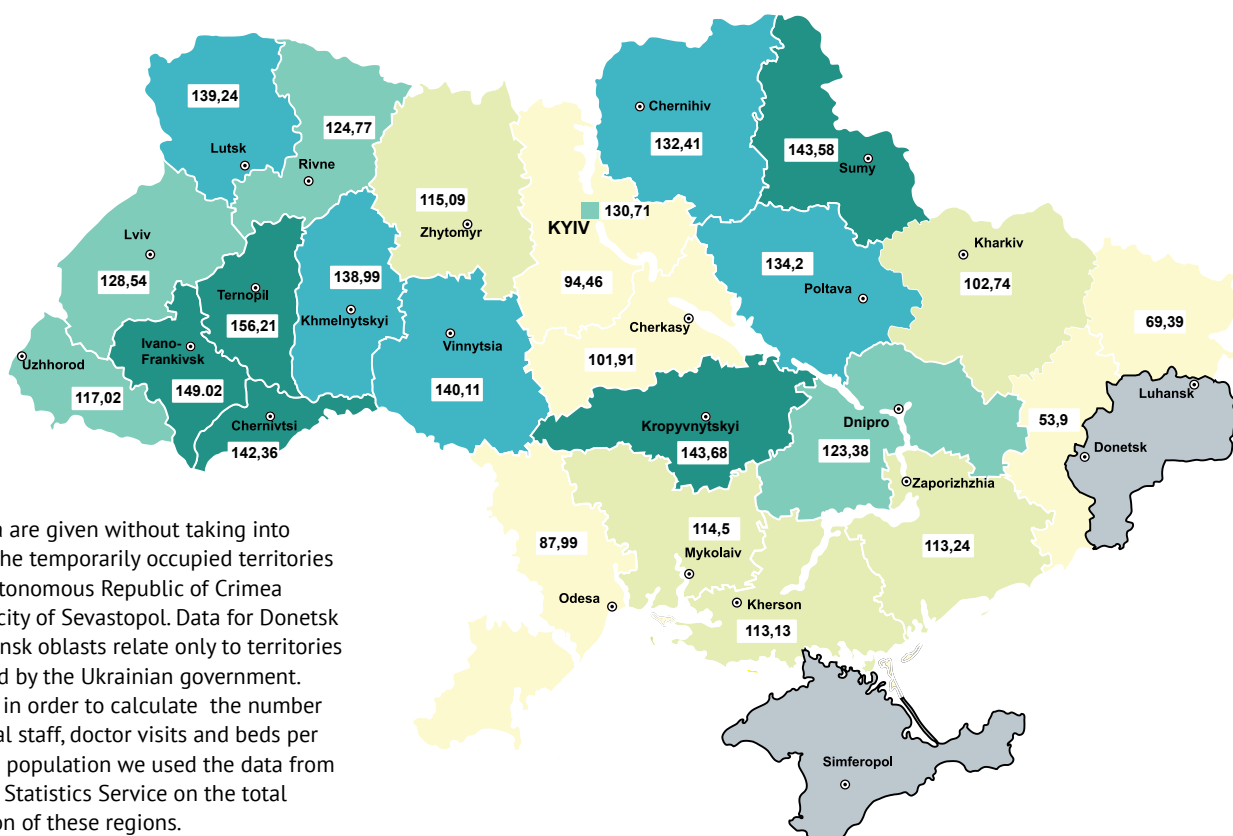 139,24
Lutsk
124,77
Rivne
Lviv
128,54
Ternopil
156,21
138,99
Khmelnytskyi
Uzhhorod
117,02
Ivano-
Frankivsk
149.02
Chernivtsi
142,36
115,09
Zhytomyr
Vinnytsia
140,11
130,71
KYIV
94,46
Cherkasy
101,91
Chernihiv
132,41
143,58
Sumy
134,2
Poltava
Kharkiv
102,74
69,39
Luhansk
53,9
Donetsk
Kropyvnytskyi
143,68
Dnipro
123,38
Zaporizhzhia
113,24
114,5
Mykolaiv
87,99
Odesa
Kherson
113,13
Simferopol
are given without taking into
he temporarily occupied territories
tonomous Republic of Crimea
city of Sevastopol. Data for Donetsk
nsk oblasts relate only to territories
d by the Ukrainian government.
in order to calculate the number
al staff, doctor visits and beds per
population we used the data from
Statistics Service on the total
on of these regions.